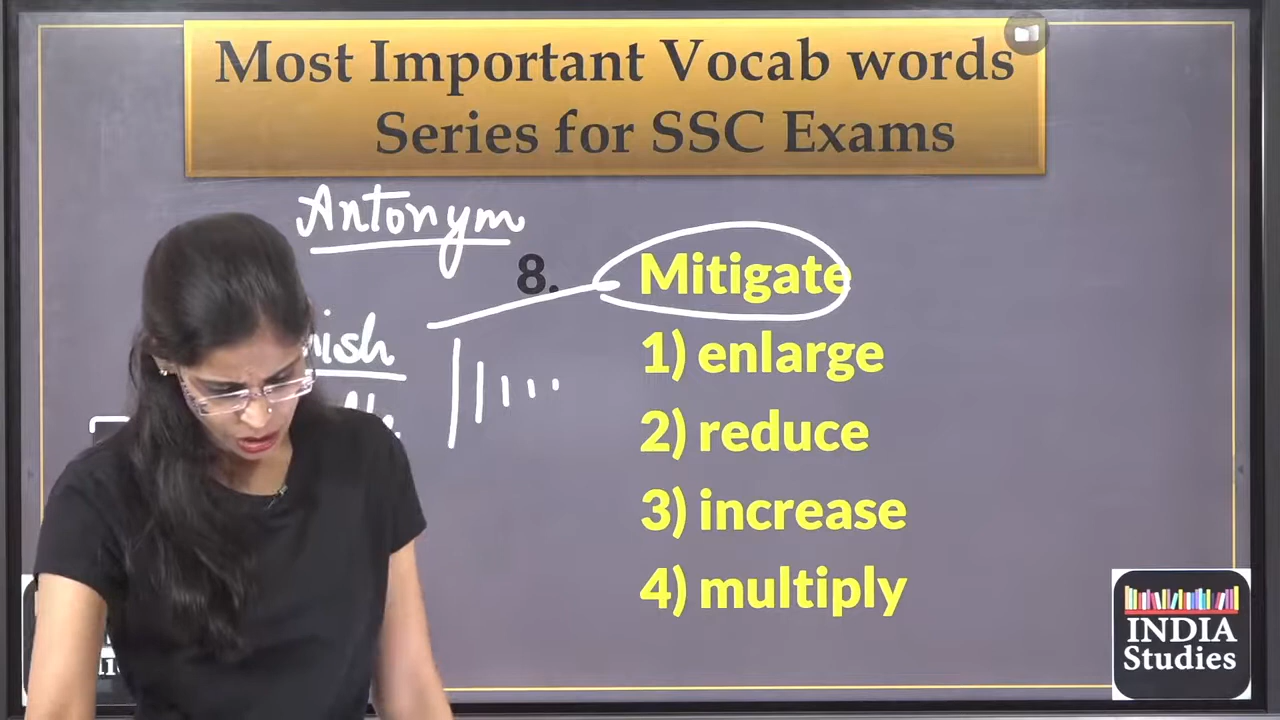 Most Important Vocab words
Series for SSC Exams
Antonym
8. Mitigate
1) enlarge
2) reduce
3) increase
4) multiply
INDIA
Studies